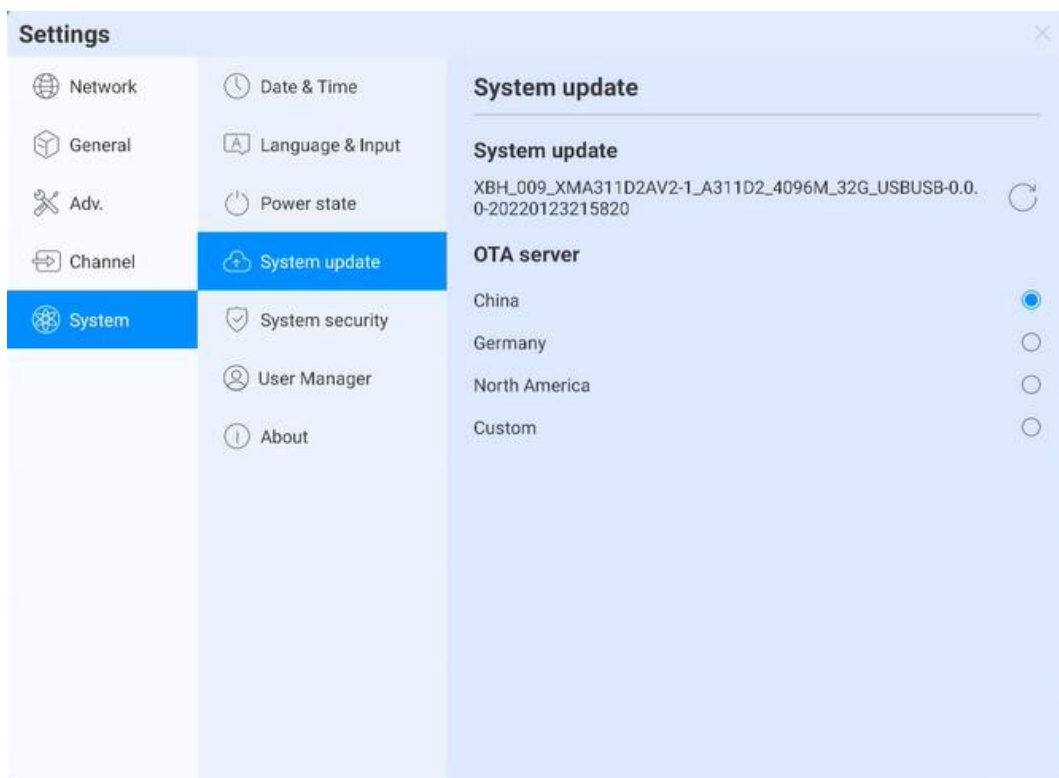 Settings
Network
General
Adv.
Channel
System
Date & Time
Language & Input
Power state
System update
System security
User Manager
About
System update
System update
XBH_009_XMA311D2AV2-1_A311D2_4096M_32G_USBUSB-0.0.
0-20220123215820
OTA server
China
Germany
North America
Custom